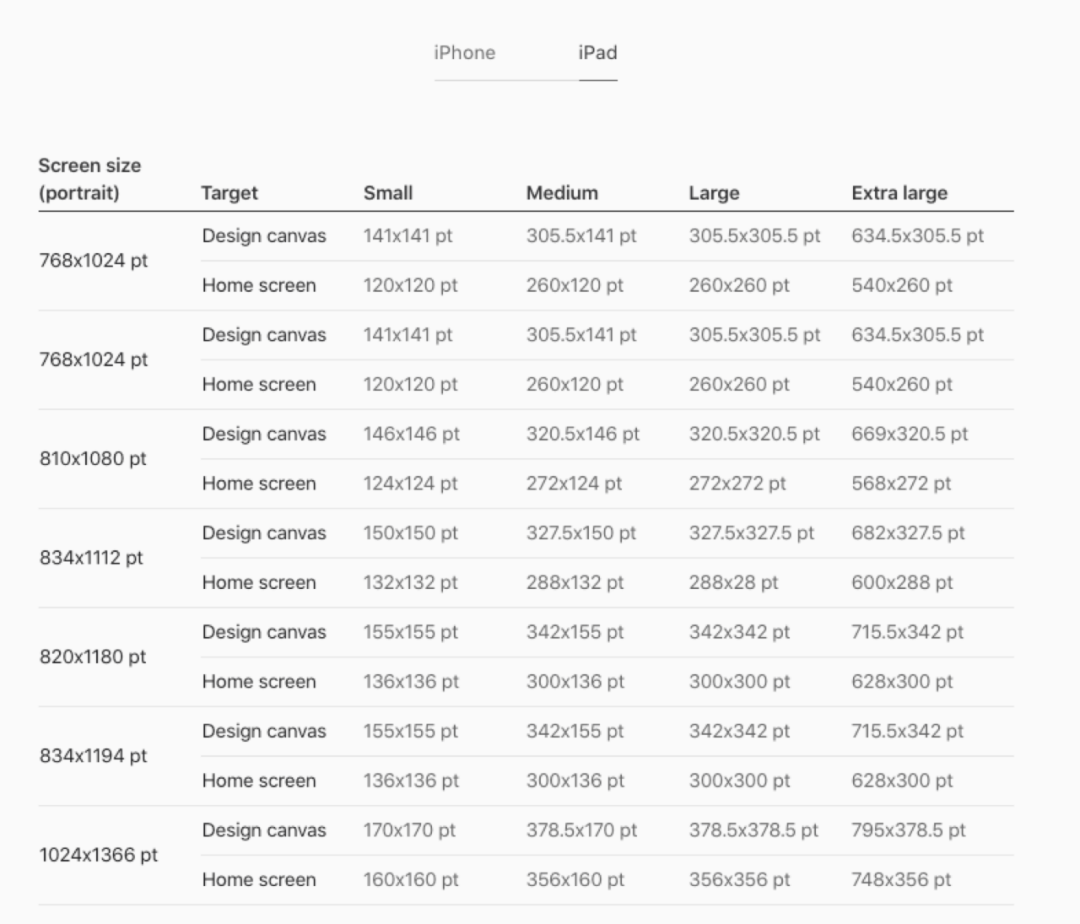 iPhone iPad
Screen size
(portrait) Target Small Medium Large Extra large
768x1024 pt
Design canvas 141x141 pt 305.5x141 pt 305.5x305.5 pt 634.5x305.5 pt
Home screen 120x120 pt 260x120 pt 260x260 pt 540x260 pt
768x1024 pt
Design canvas 141x141 pt 305.5x141 pt 305.5x305.5 pt 634.5x305.5 pt
Home screen 120x120 pt 260x120 pt 260x260 pt 540x260 pt
810x1080 pt
Design canvas 146x146 pt 320.5x146 pt 320.5x320.5 pt 669x320.5 pt
Home screen 124x124 pt 272x124 pt 272x272 pt 568x272 pt
834x1112 pt
Design canvas 150x150 pt 327.5x150 pt 327.5x327.5 pt 682x327.5 pt
Home screen 132x132 pt 288x132 pt 288x28 pt 600x288 pt
820x1180 pt
Design canvas 155x155 pt 342x155 pt 342x342 pt 715.5x342 pt
Home screen 136x136 pt 300x136 pt 300x300 pt 628x300 pt
834x1194 pt
Design canvas 155x155 pt 342x155 pt 342x342 pt 715.5x342 pt
Home screen 136x136 pt 300x136 pt 300x300 pt 628x300 pt
1024x1366 pt
Design canvas 170x170 pt 378.5x170 pt 378.5x378.5 pt 795x378.5 pt
Home screen 160x160 pt 356x160 pt 356x356 pt 748x356 pt